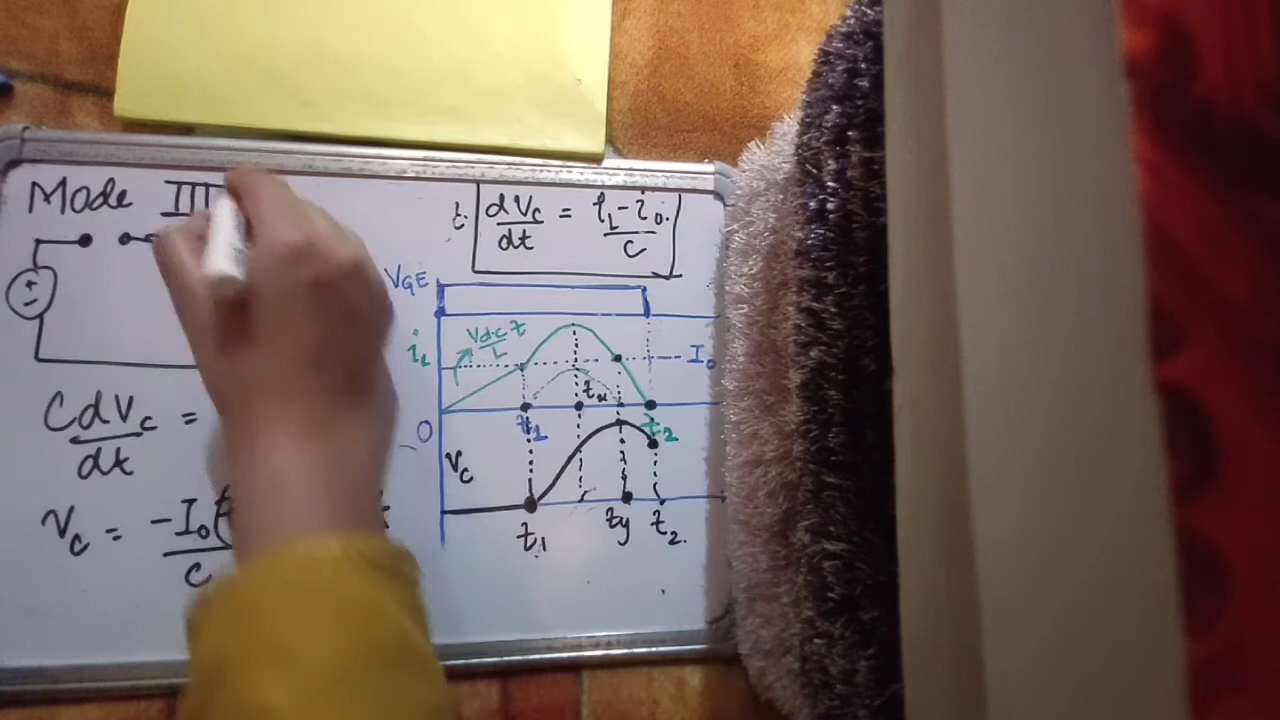 Mode III
t. dVc/dt = iL - i0. / C
VGE
iL
Vdc/L t
I0
tx
0
t1
t2
Vc
C dVc/dt =
Vc = -I0( / C
t
t1
ty
t2.